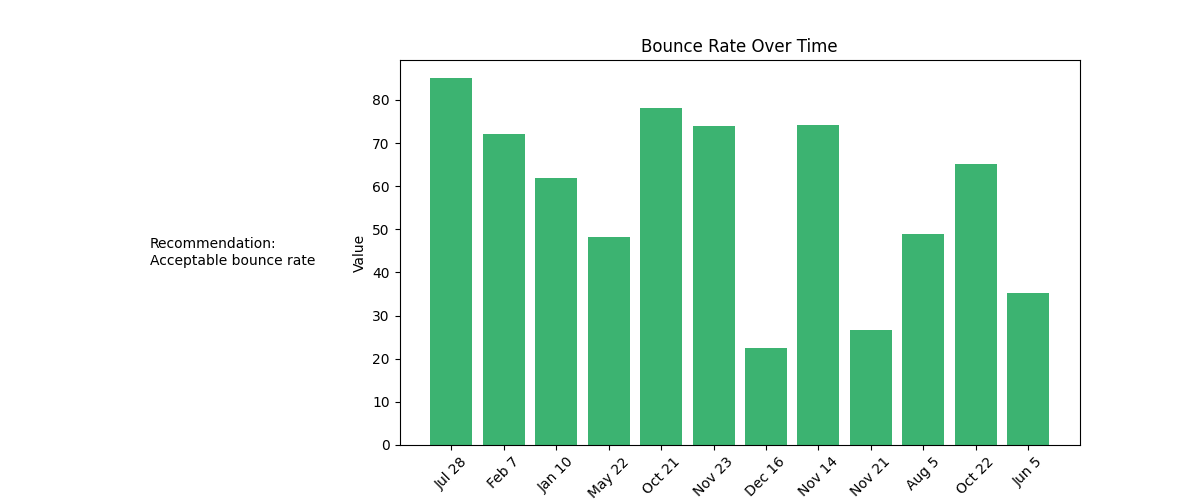 Bounce Rate Over Time
Recommendation:
Acceptable bounce rate
Value
80
70
60
50
40
30
20
10
0
Jul 28
Feb 7
Jan 10
May 22
Oct 21
Nov 23
Dec 16
Nov 14
Nov 21
Aug 5
Oct 22
Jun 5